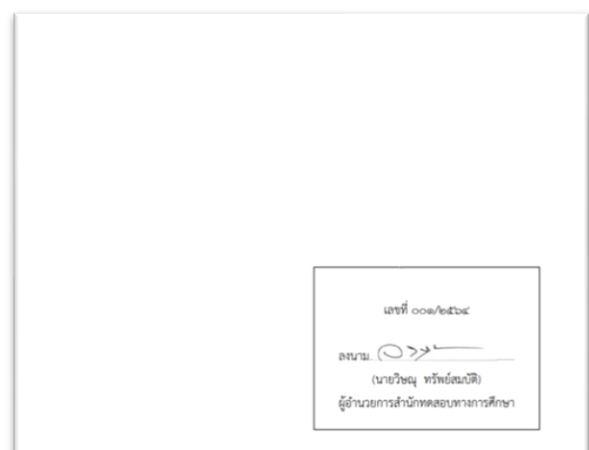 เลขที่ ๐๐๑/๒๕๖๔
ลงนาม
(นายวิษณุ ทรัพย์สมบัติ)
ผู้อำนวยการสำนักทดสอบทางการศึกษา